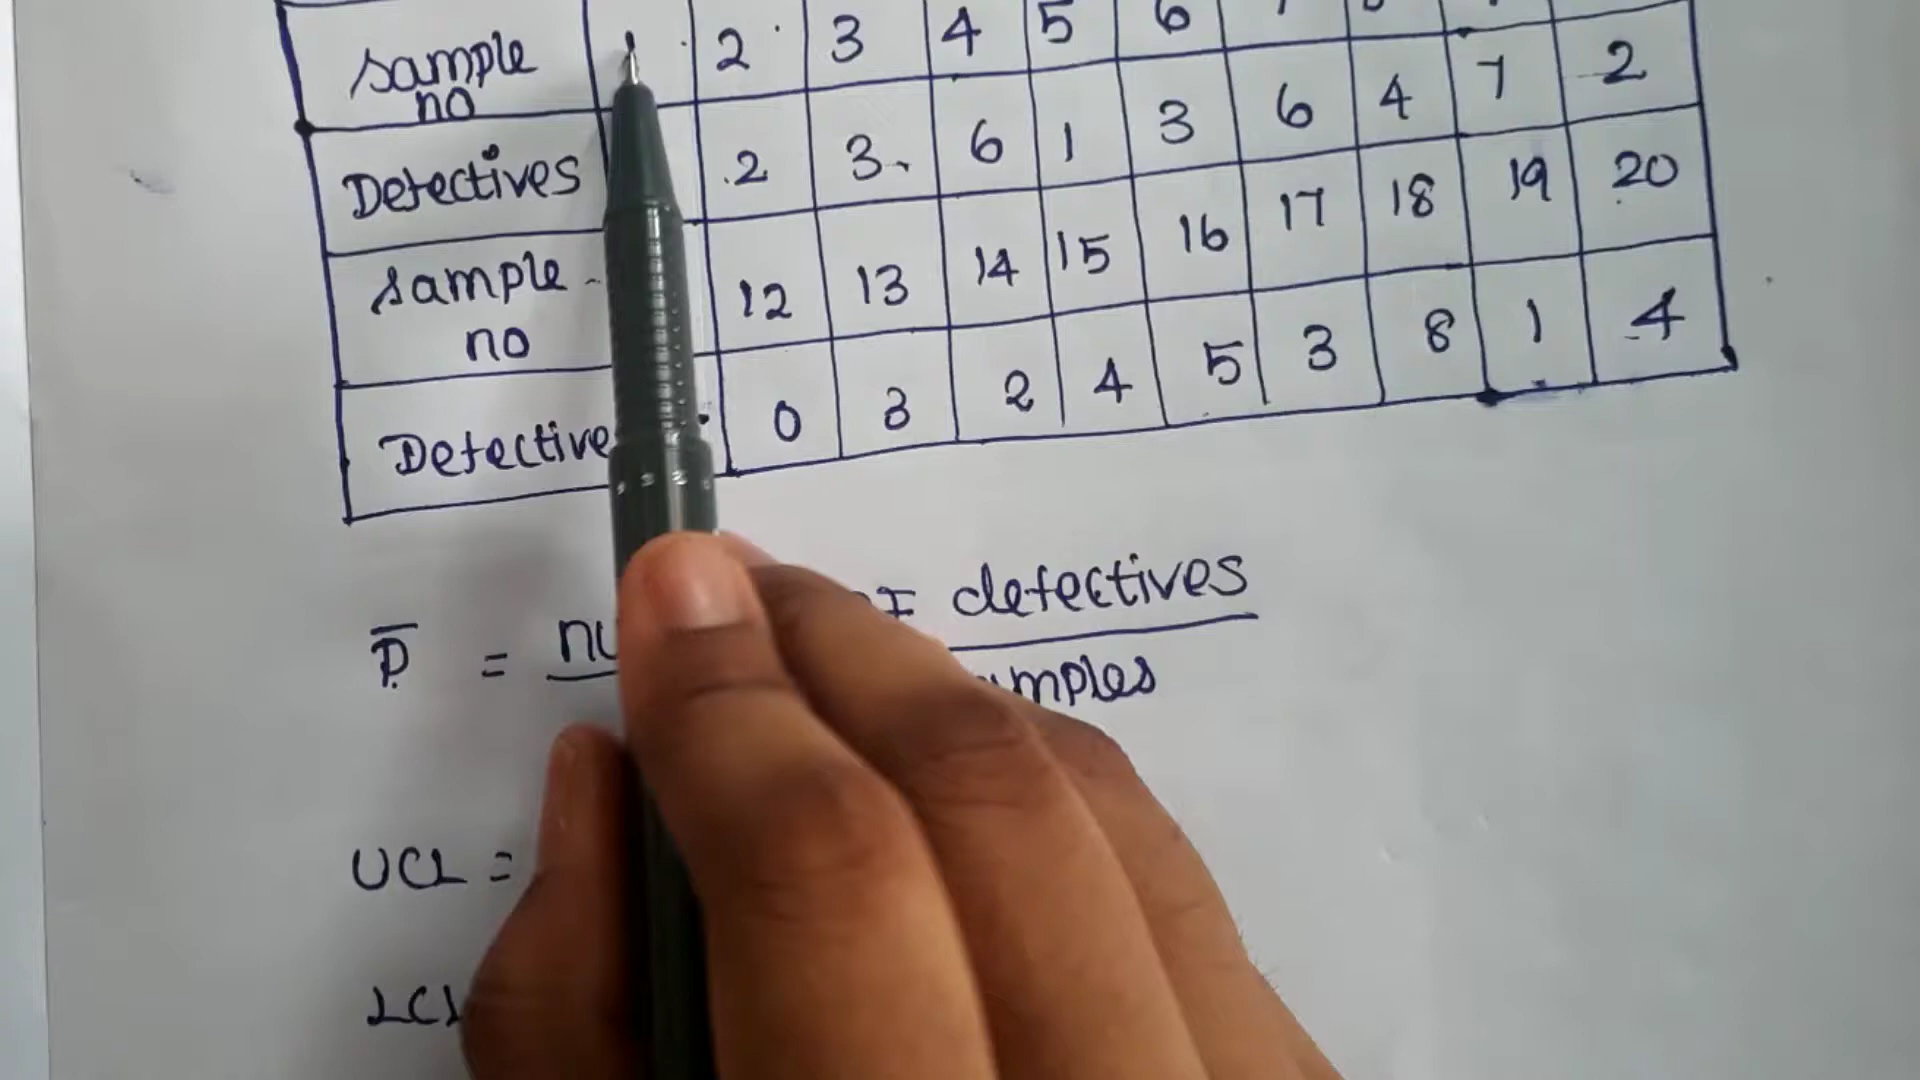 sample no 1 2 3 4 5 6
Defectives 2 3 6 1 3 6 4 7 2
sample no 12 13 14 15 16 17 18 19 20
Defective 0 3 2 4 5 3 8 1 4
P̅ = defectives
UCL =